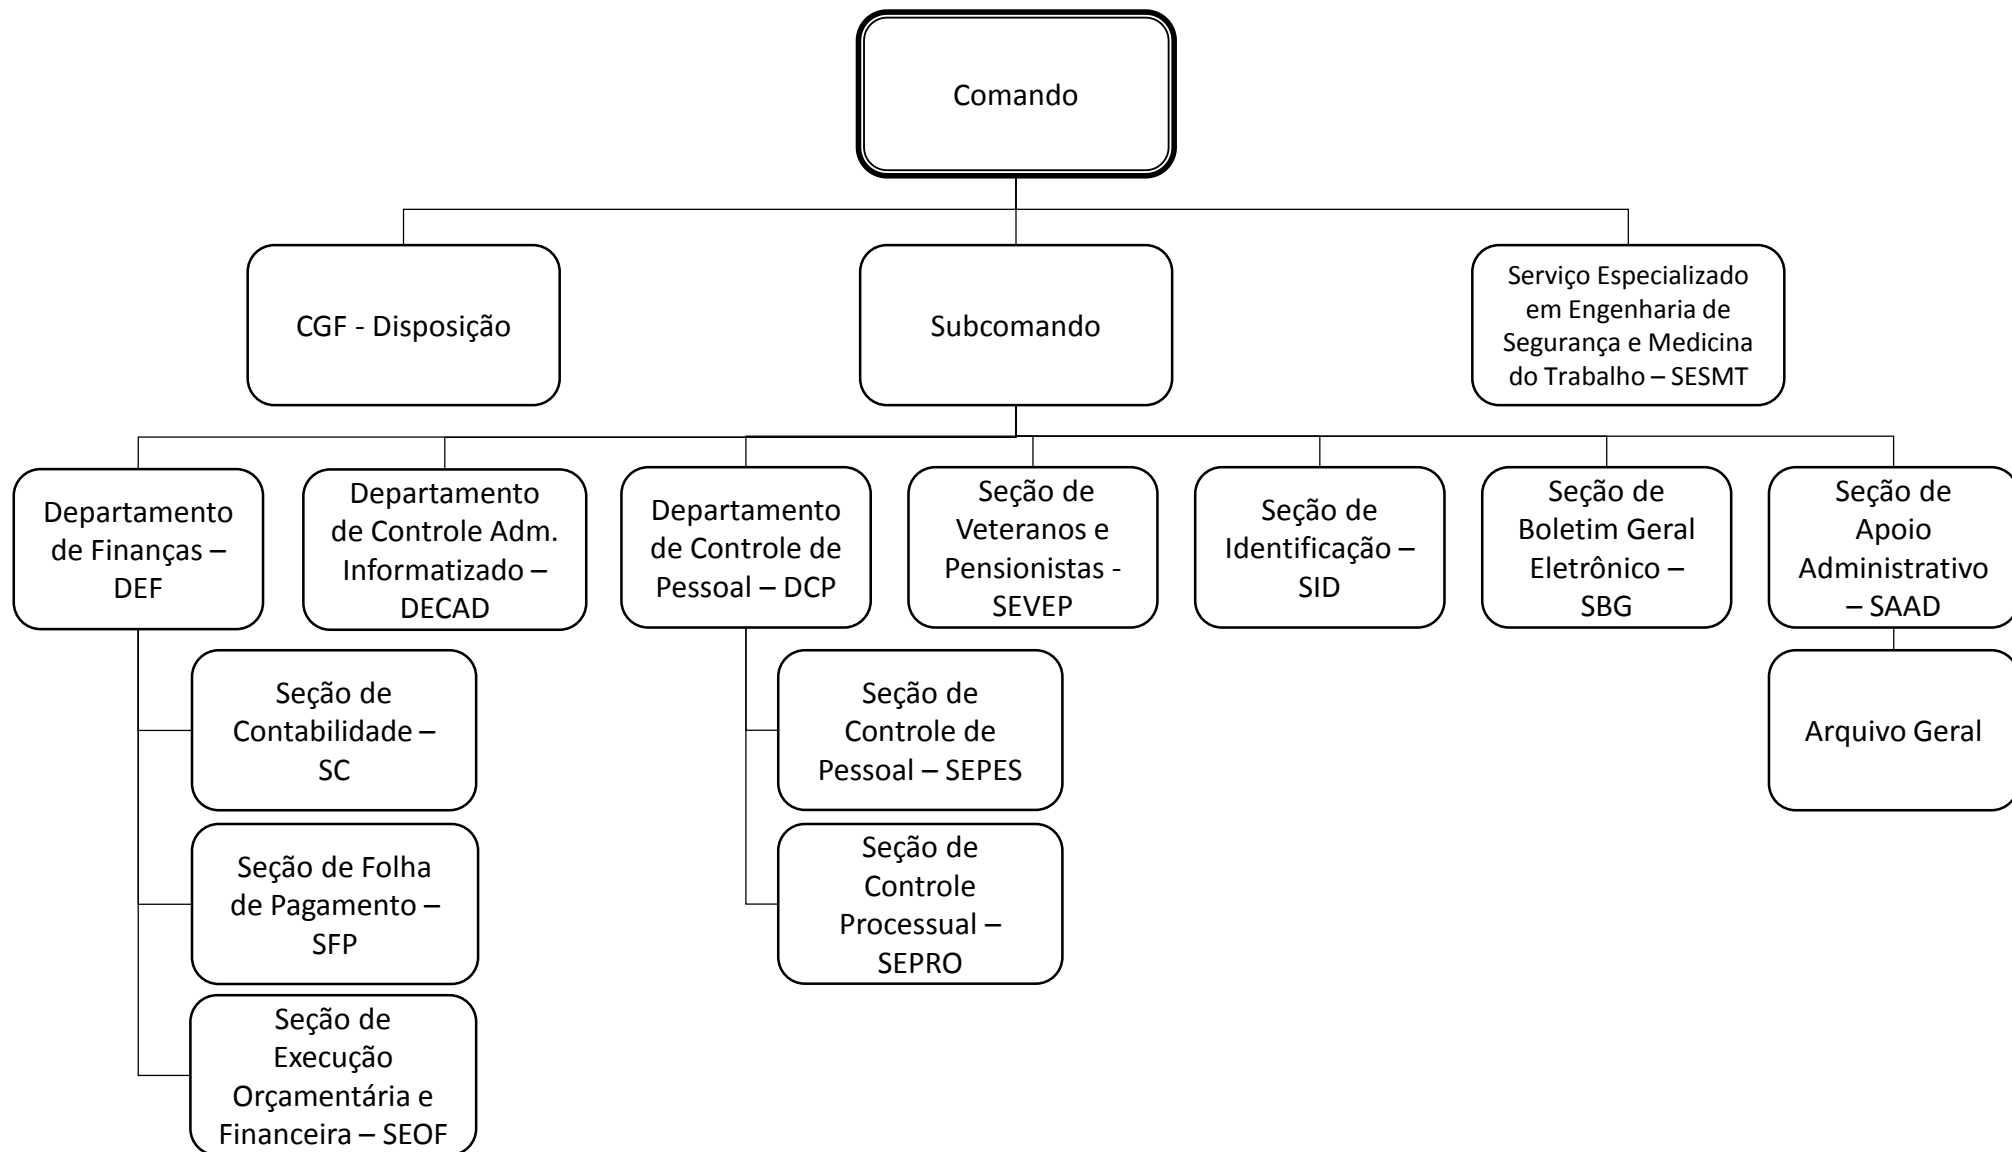 Comando
CGF - Disposição
Subcomando
Serviço Especializado
em Engenharia de
Segurança e Medicina
do Trabalho – SESMT
Departamento
de Finanças –
DEF
Departamento
de Controle Adm.
Informatizado –
DECAD
Departamento
de Controle de
Pessoal – DCP
Seção de
Veteranos e
Pensionistas -
SEVEP
Seção de
Identificação –
SID
Seção de
Boletim Geral
Eletrônico –
SBG
Seção de
Apoio
Administrativo
– SAAD
Seção de
Contabilidade –
SC
Seção de
Controle de
Pessoal – SEPES
Arquivo Geral
Seção de Folha
de Pagamento –
SFP
Seção de
Controle
Processual –
SEPRO
Seção de
Execução
Orçamentária e
Financeira – SEOF